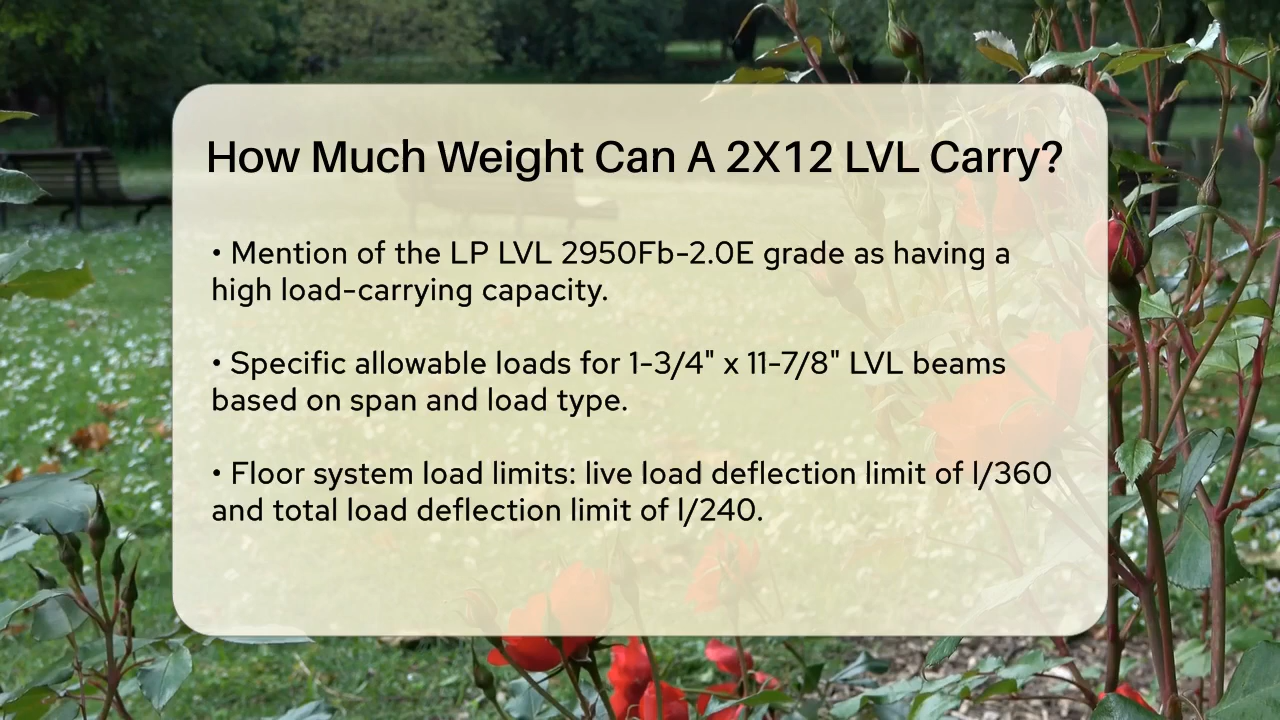 How Much Weight Can A 2X12 LVL Carry?
• Mention of the LP LVL 2950Fb-2.0E grade as having a
high load-carrying capacity.
• Specific allowable loads for 1-3/4" x 11-7/8" LVL beams
based on span and load type.
• Floor system load limits: live load deflection limit of l/360
and total load deflection limit of l/240.